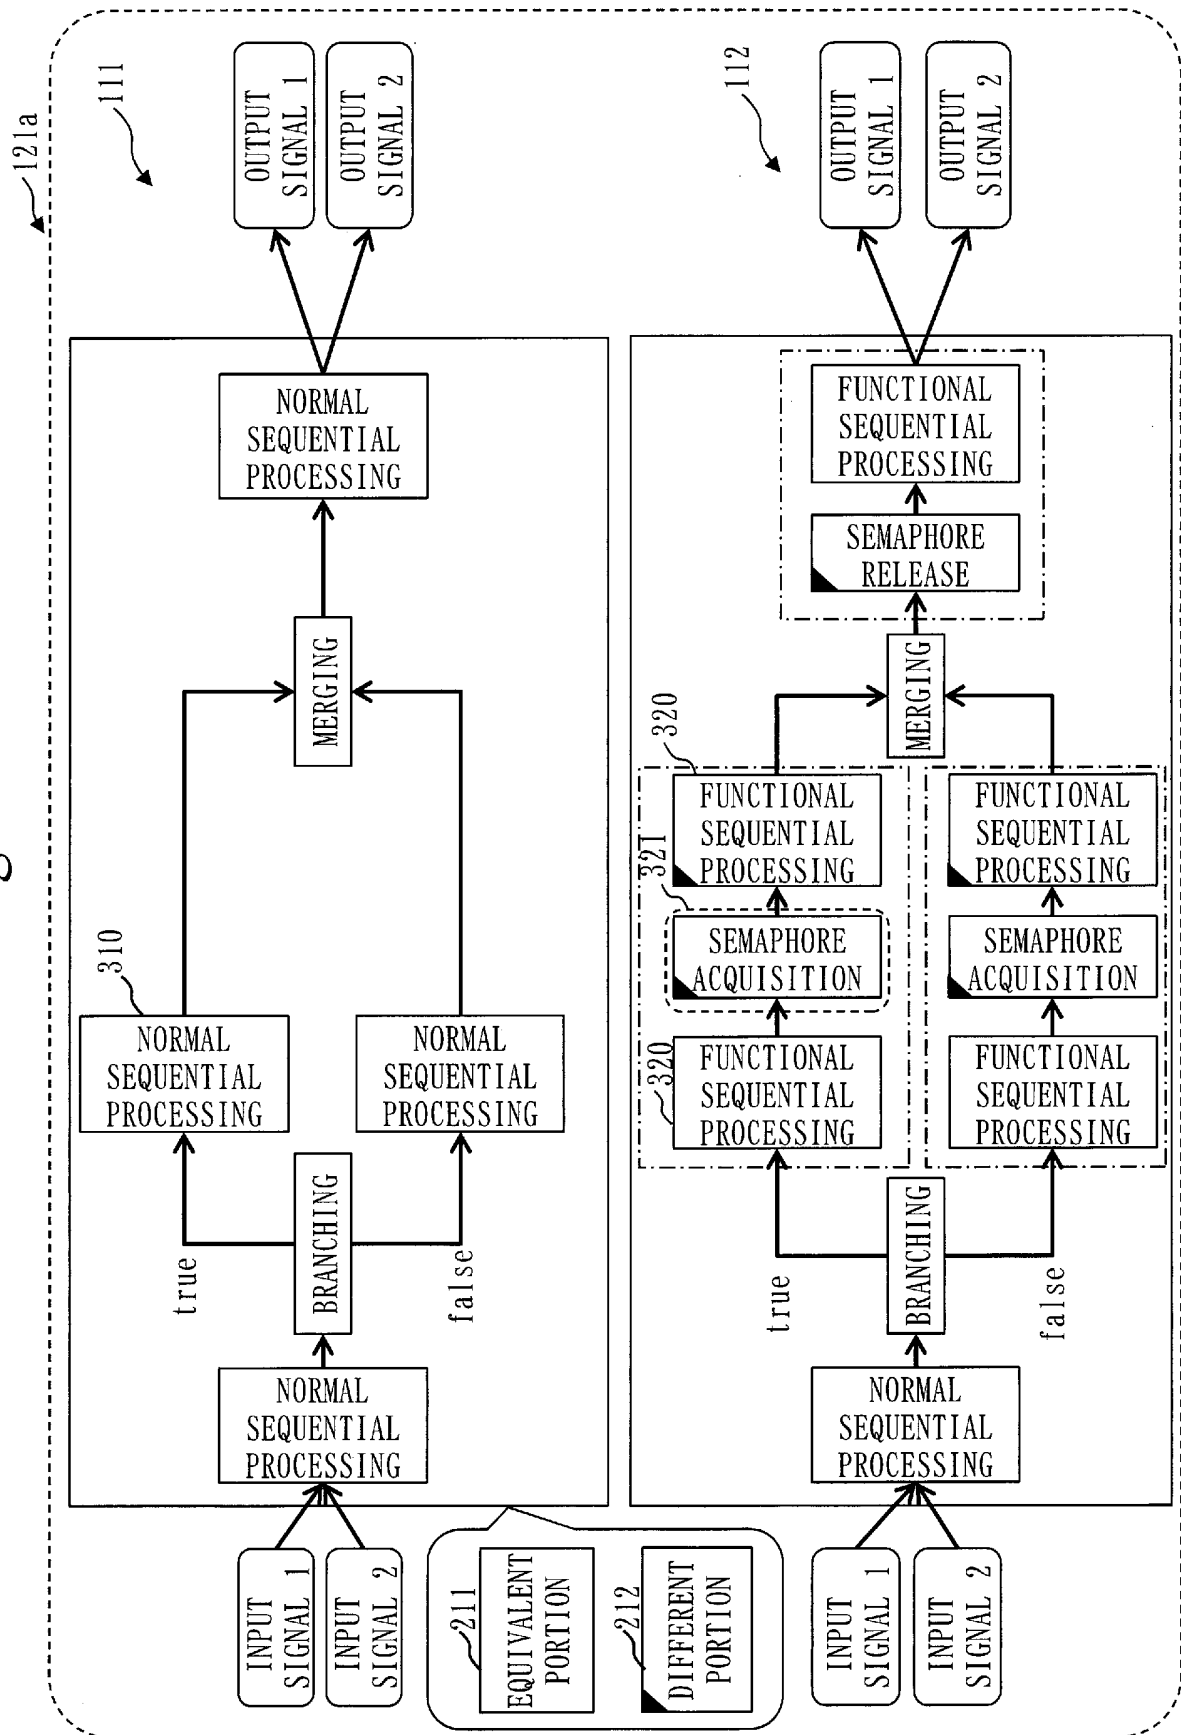 121a
111
INPUT
SIGNAL 1
INPUT
SIGNAL 2
NORMAL
SEQUENTIAL
PROCESSING
BRANCHING
true
false
310
NORMAL
SEQUENTIAL
PROCESSING
NORMAL
SEQUENTIAL
PROCESSING
MERGING
NORMAL
SEQUENTIAL
PROCESSING
OUTPUT
SIGNAL 1
OUTPUT
SIGNAL 2
211
EQUIVALENT
PORTION
212
DIFFERENT
PORTION
112
INPUT
SIGNAL 1
INPUT
SIGNAL 2
NORMAL
SEQUENTIAL
PROCESSING
BRANCHING
true
false
320
FUNCTIONAL
SEQUENTIAL
PROCESSING
321
SEMAPHORE
ACQUISITION
320
FUNCTIONAL
SEQUENTIAL
PROCESSING
FUNCTIONAL
SEQUENTIAL
PROCESSING
SEMAPHORE
ACQUISITION
FUNCTIONAL
SEQUENTIAL
PROCESSING
MERGING
SEMAPHORE
RELEASE
FUNCTIONAL
SEQUENTIAL
PROCESSING
OUTPUT
SIGNAL 1
OUTPUT
SIGNAL 2